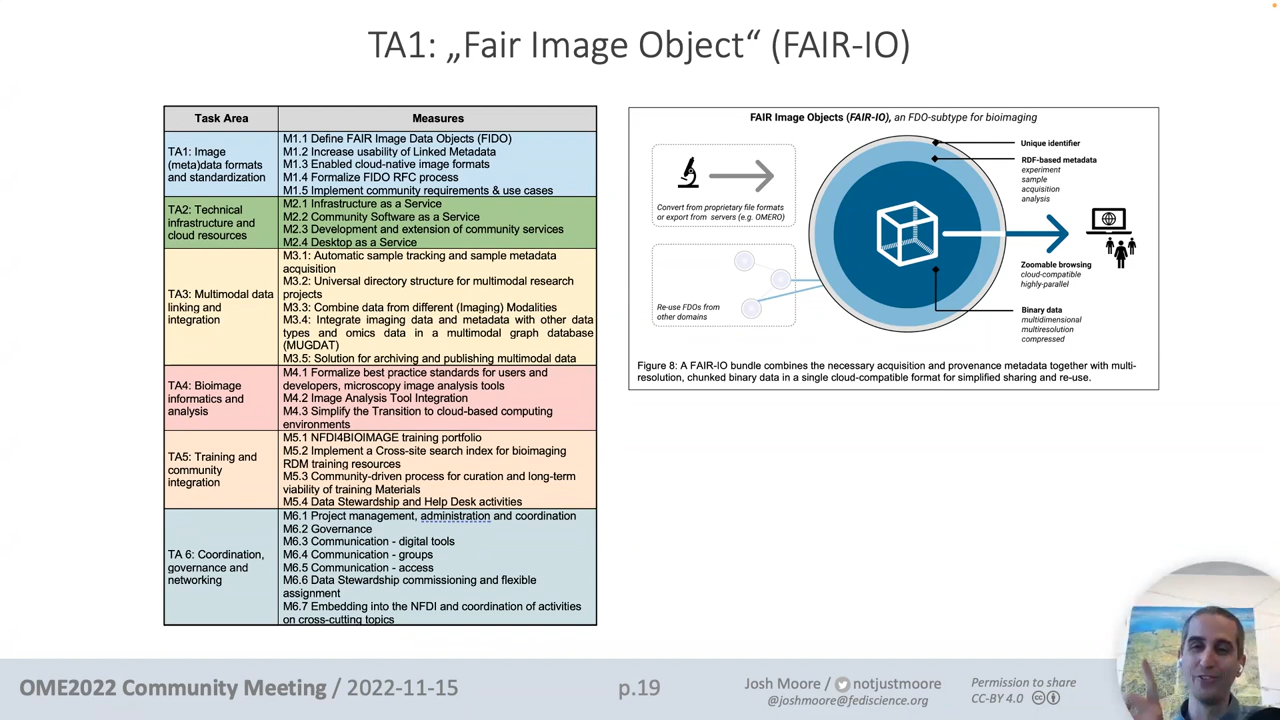 TA1: „Fair Image Object“ (FAIR-IO)
Task Area
Measures
TA1: Image
(meta)data formats
and standardization
M1.1 Define FAIR Image Data Objects (FIDO)
M1.2 Increase usability of Linked Metadata
M1.3 Enabled cloud-native image formats
M1.4 Formalize FIDO RFC process
M1.5 Implement community requirements & use cases
TA2: Technical
infrastructure and
cloud resources
M2.1 Infrastructure as a Service
M2.2 Community Software as a Service
M2.3 Development and extension of community services
M2.4 Desktop as a Service
TA3: Multimodal data
linking and
integration
M3.1: Automatic sample tracking and sample metadata
acquisition
M3.2: Universal directory structure for multimodal research
projects
M3.3: Combine data from different (Imaging) Modalities
M3.4: Integrate imaging data and metadata with other data
types and omics data in a multimodal graph database
(MUGDAT)
M3.5: Solution for archiving and publishing multimodal data
TA4: Bioimage
informatics and
analysis
M4.1 Formalize best practice standards for users and
developers, microscopy image analysis tools
M4.2 Image Analysis Tool Integration
M4.3 Simplify the Transition to cloud-based computing
environments
TA5: Training and
community
integration
M5.1 NFDI4BIOIMAGE training portfolio
M5.2 Implement a Cross-site search index for bioimaging
RDM training resources
M5.3 Community-driven process for curation and long-term
viability of training Materials
M5.4 Data Stewardship and Help Desk activities
TA 6: Coordination,
governance and
networking
M6.1 Project management, administration and coordination
M6.2 Governance
M6.3 Communication - digital tools
M6.4 Communication - groups
M6.5 Communication - access
M6.6 Data Stewardship commissioning and flexible
assignment
M6.7 Embedding into the NFDI and coordination of activities
on cross-cutting topics
FAIR Image Objects (FAIR-IO), an FDO-subtype for bioimaging
Convert from proprietary file formats
or export from servers (e.g. OMERO)
Re-use FDOs from
other domains
Unique identifier
RDF-based metadata
experiment
sample
acquisition
analysis
Zoomable browsing
cloud-compatible
highly-parallel
Binary data
multidimensional
multiresolution
compressed
Figure 8: A FAIR-IO bundle combines the necessary acquisition and provenance metadata together with multi-
resolution, chunked binary data in a single cloud-compatible format for simplified sharing and re-use.
OME2022 Community Meeting / 2022-11-15
p.19
Josh Moore / notjustmoore
@joshmoore@fediscience.org
Permission to share
CC-BY 4.0